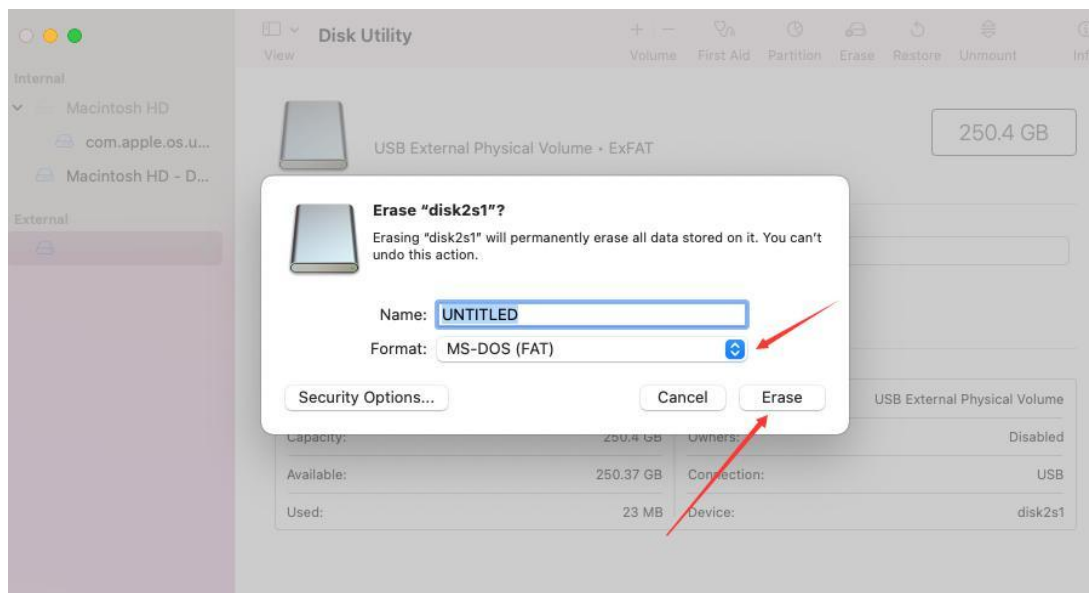 Disk Utility
View
Volume
First Aid
Partition
Erase
Restore
Unmount
Internal
Macintosh HD
com.apple.os.u...
Macintosh HD - D...
External
USB External Physical Volume • ExFAT
250.4 GB
Erase “disk2s1”?
Erasing “disk2s1” will permanently erase all data stored on it. You can’t
undo this action.
Name: UNTITLED
Format: MS-DOS (FAT)
Security Options...
Cancel
Erase
USB External Physical Volume
Capacity: 250.4 GB
Owners: Disabled
Available: 250.37 GB
Connection: USB
Used: 23 MB
Device: disk2s1